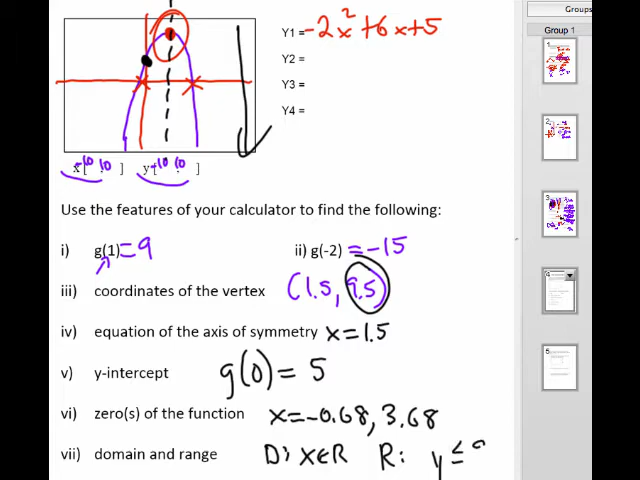 Groups
Group 1
Y1 = -2x² + 6x + 5
Y2 =
Y3 =
Y4 =
x[-10, 10 ] y[-10, 10 ]
Use the features of your calculator to find the following:
i) g(1) = 9 ii) g(-2) = -15
iii) coordinates of the vertex (1.5, 9.5)
iv) equation of the axis of symmetry x = 1.5
v) y-intercept g(0) = 5
vi) zero(s) of the function x = -0.68, 3.68
vii) domain and range D: x∈R R: y ≤